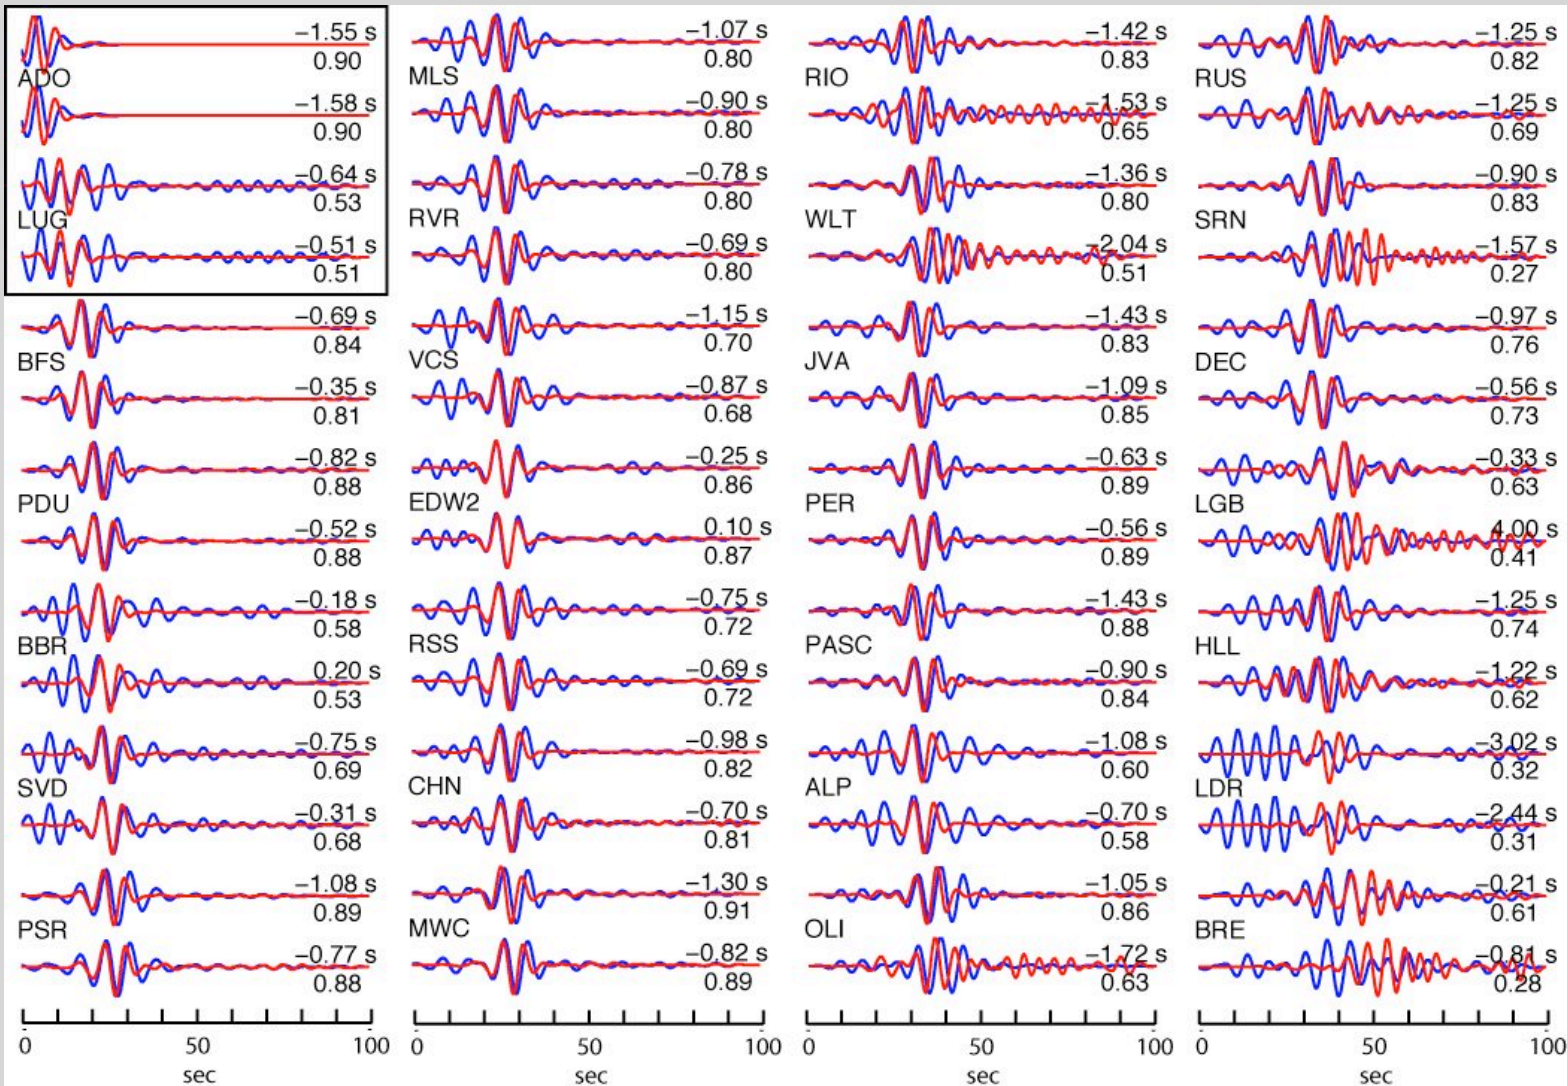 −1.55 s
0.90
ADO
−1.58 s
0.90
−0.64 s
0.53
LUG
−0.51 s
0.51
−0.69 s
0.84
BFS
−0.35 s
0.81
−0.82 s
0.88
PDU
−0.52 s
0.88
−0.18 s
0.58
BBR
0.20 s
0.53
−0.75 s
0.69
SVD
−0.31 s
0.68
−1.08 s
0.89
PSR
−0.77 s
0.88
0 50 100
sec
−1.07 s
0.80
MLS
−0.90 s
0.80
−0.78 s
0.80
RVR
−0.69 s
0.80
−1.15 s
0.70
VCS
−0.87 s
0.68
−0.25 s
0.86
EDW2
0.10 s
0.87
−0.75 s
0.72
RSS
−0.69 s
0.72
−0.98 s
0.82
CHN
−0.70 s
0.81
−1.30 s
0.91
MWC
−0.82 s
0.89
0 50 100
sec
−1.42 s
0.83
RIO
−1.53 s
0.65
−1.36 s
0.80
WLT
−2.04 s
0.51
−1.43 s
0.83
JVA
−1.09 s
0.85
−0.63 s
0.89
PER
−0.56 s
0.89
−1.43 s
0.88
PASC
−0.90 s
0.84
−1.08 s
0.60
ALP
−0.70 s
0.58
−1.05 s
0.86
OLI
−1.72 s
0.63
0 50 100
sec
−1.25 s
0.82
RUS
−1.25 s
0.69
−0.90 s
0.83
SRN
−1.57 s
0.27
−0.97 s
0.76
DEC
−0.56 s
0.73
−0.33 s
0.63
LGB
4.00 s
0.41
−1.25 s
0.74
HLL
−1.22 s
0.62
−3.02 s
0.32
LDR
−2.44 s
0.31
−0.21 s
0.61
BRE
−0.81 s
0.28
0 50 100
sec